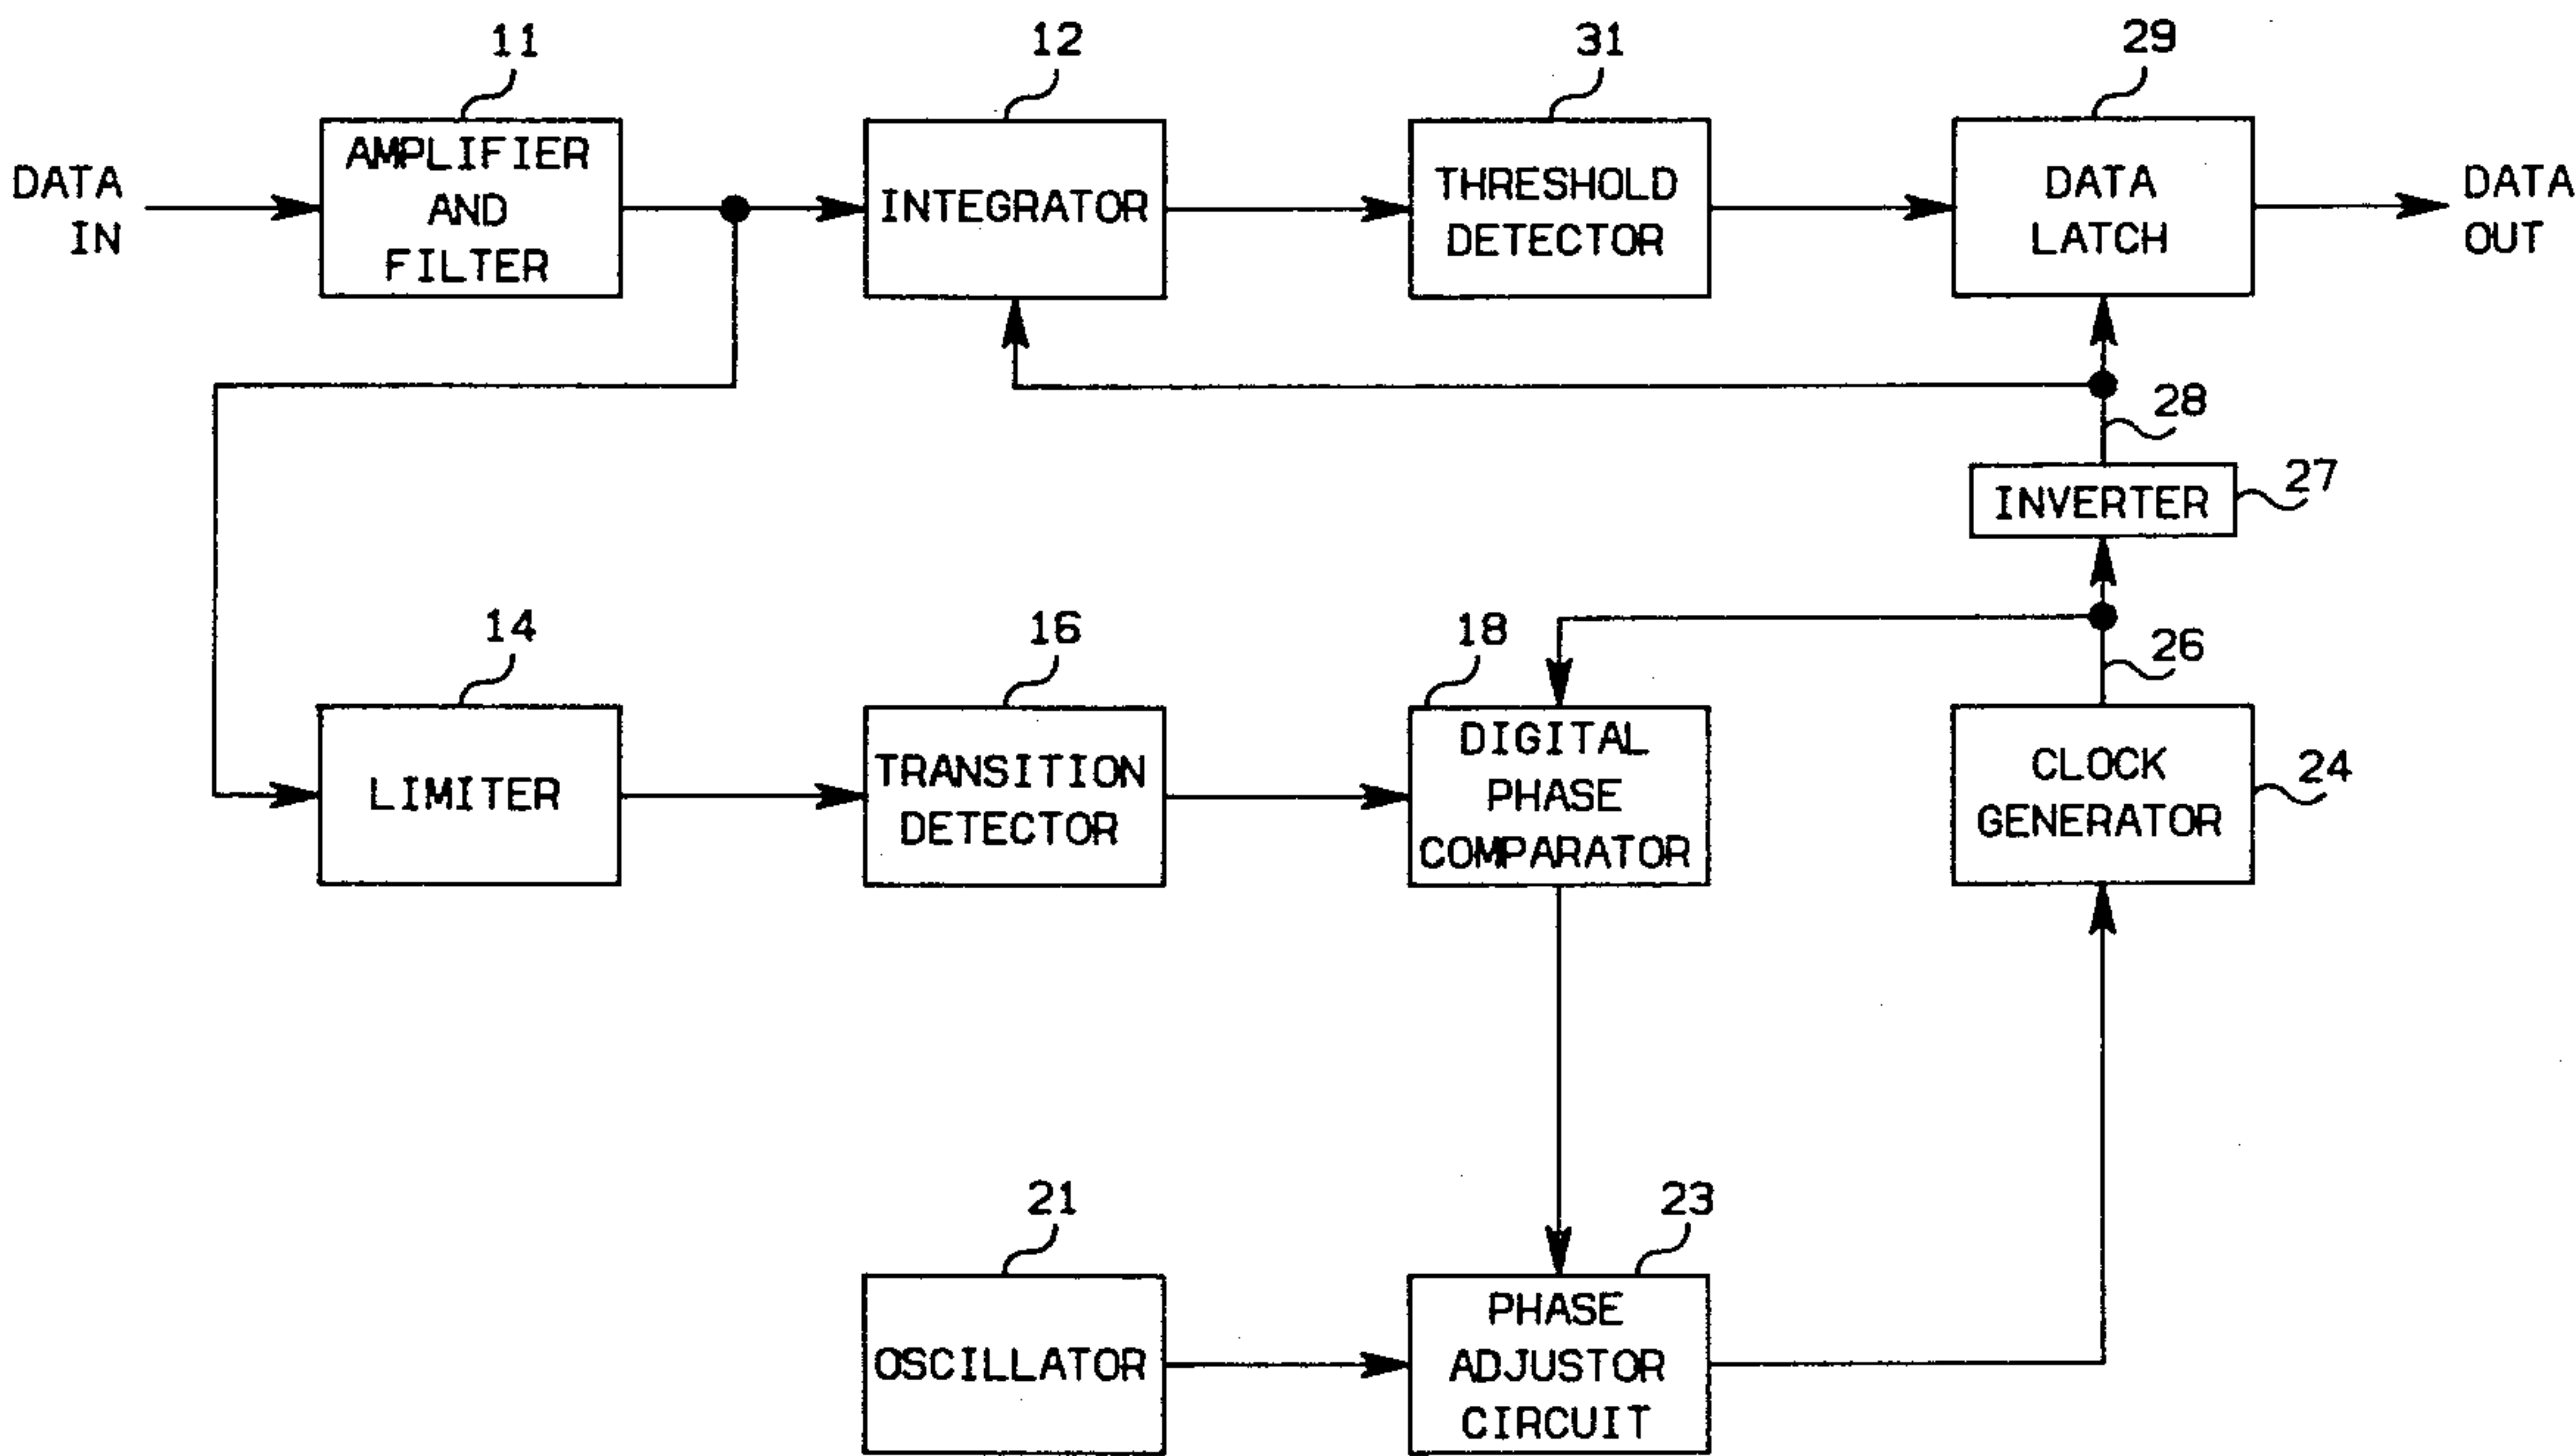 11
12
31
29
DATA
IN
AMPLIFIER
AND
FILTER
INTEGRATOR
THRESHOLD
DETECTOR
DATA
LATCH
DATA
OUT
28
INVERTER
27
14
16
18
26
LIMITER
TRANSITION
DETECTOR
DIGITAL
PHASE
COMPARATOR
CLOCK
GENERATOR
24
21
23
OSCILLATOR
PHASE
ADJUSTOR
CIRCUIT